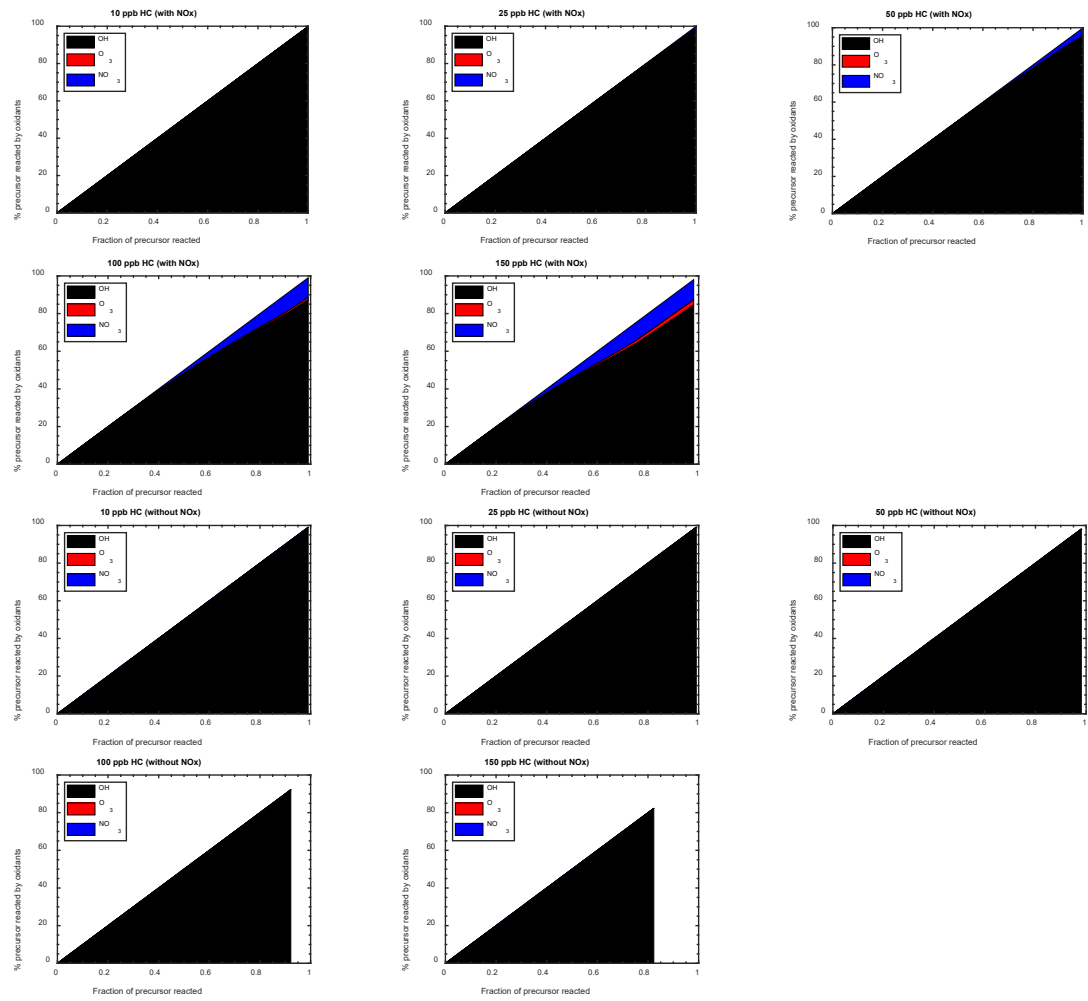 10 ppb HC (with NOx)
100
80
60
40
20
0
OH
O 3
NO 3
% precursor reacted by oxidants
0 0.2 0.4 0.6 0.8 1
Fraction of precursor reacted
25 ppb HC (with NOx)
100
80
60
40
20
0
OH
O 3
NO 3
% precursor reacted by oxidants
0 0.2 0.4 0.6 0.8 1
Fraction of precursor reacted
50 ppb HC (with NOx)
100
80
60
40
20
0
OH
O 3
NO 3
% precursor reacted by oxidants
0 0.2 0.4 0.6 0.8 1
Fraction of precursor reacted
100 ppb HC (with NOx)
100
80
60
40
20
0
OH
O 3
NO 3
% precursor reacted by oxidants
0 0.2 0.4 0.6 0.8 1
Fraction of precursor reacted
150 ppb HC (with NOx)
100
80
60
40
20
0
OH
O 3
NO 3
% precursor reacted by oxidants
0 0.2 0.4 0.6 0.8 1
Fraction of precursor reacted
10 ppb HC (without NOx)
100
80
60
40
20
0
OH
O 3
NO 3
% precursor reacted by oxidants
0 0.2 0.4 0.6 0.8 1
Fraction of precursor reacted
25 ppb HC (without NOx)
100
80
60
40
20
0
OH
O 3
NO 3
% precursor reacted by oxidants
0 0.2 0.4 0.6 0.8 1
Fraction of precursor reacted
50 ppb HC (without NOx)
100
80
60
40
20
0
OH
O 3
NO 3
% precursor reacted by oxidants
0 0.2 0.4 0.6 0.8 1
Fraction of precursor reacted
100 ppb HC (without NOx)
100
80
60
40
20
0
OH
O 3
NO 3
% precursor reacted by oxidants
0 0.2 0.4 0.6 0.8 1
Fraction of precursor reacted
150 ppb HC (without NOx)
100
80
60
40
20
0
OH
O 3
NO 3
% precursor reacted by oxidants
0 0.2 0.4 0.6 0.8 1
Fraction of precursor reacted